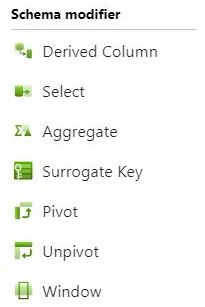 Schema modifier
Derived Column
Select
Aggregate
Surrogate Key
Pivot
Unpivot
Window